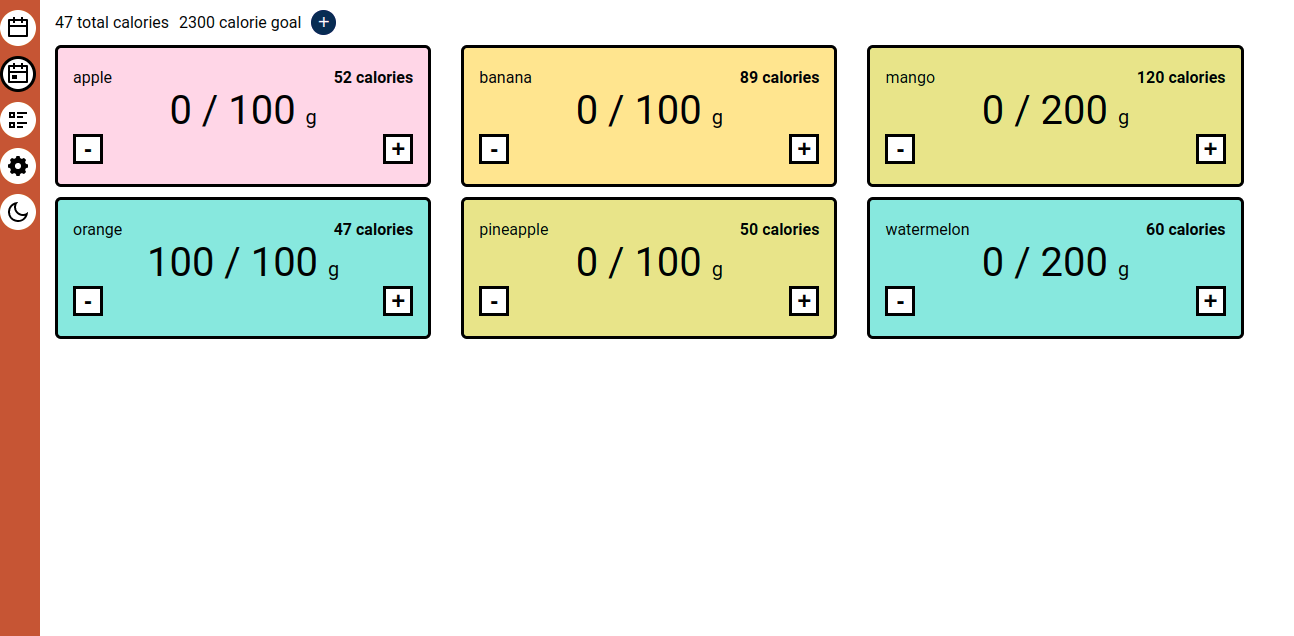 47 total calories 2300 calorie goal +
apple 52 calories
0 / 100 g
- +
banana 89 calories
0 / 100 g
- +
mango 120 calories
0 / 200 g
- +
orange 47 calories
100 / 100 g
- +
pineapple 50 calories
0 / 100 g
- +
watermelon 60 calories
0 / 200 g
- +